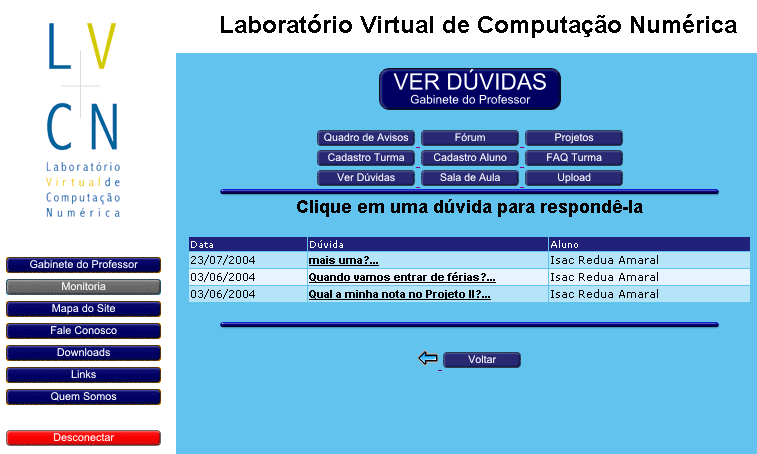 LV
CN
Laboratório
Virtual de
Computação
Numérica
Gabinete do Professor
Monitoria
Mapa do Site
Fale Conosco
Downloads
Links
Quem Somos
Desconectar
Laboratório Virtual de Computação Numérica
VER DÚVIDAS
Gabinete do Professor
Quadro de Avisos Fórum Projetos
Cadastro Turma Cadastro Aluno FAQ Turma
Ver Dúvidas Sala de Aula Upload
Clique em uma dúvida para respondê-la
Data Dúvida Aluno
23/07/2004 mais uma?... Isac Redua Amaral
03/06/2004 Quando vamos entrar de férias?... Isac Redua Amaral
03/06/2004 Qual a minha nota no Projeto II?... Isac Redua Amaral
Voltar